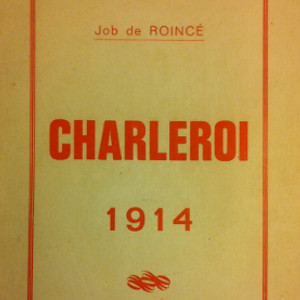 Job de ROINCÉ
CHARLEROI
1914